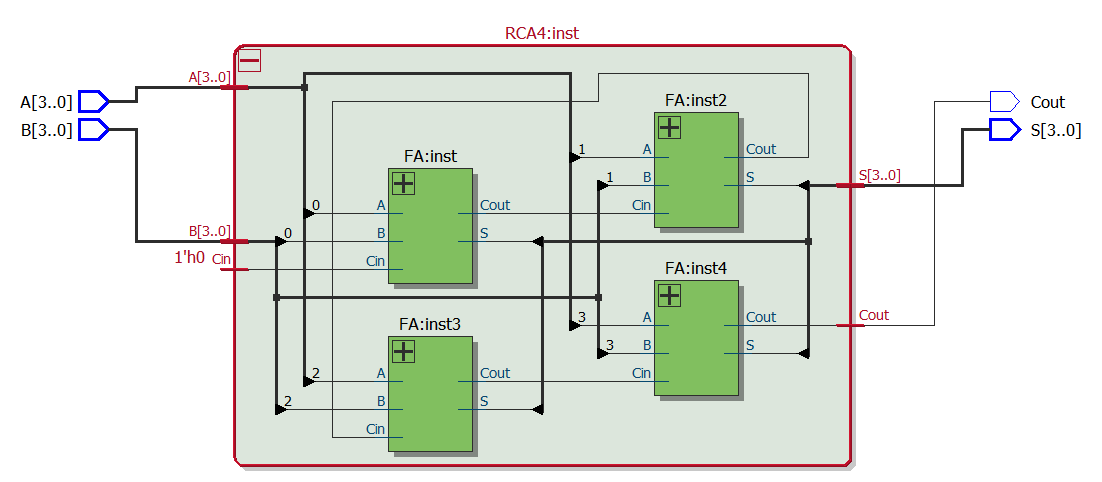 RCA4:inst
A[3..0]
A[3..0]
B[3..0]
B[3..0]
1'h0 Cin
FA:inst
0 A
0 B
Cin
Cout
S
FA:inst2
1 A
1 B
Cin
Cout
S
FA:inst3
2 A
2 B
Cin
Cout
S
FA:inst4
3 A
3 B
Cin
Cout
S
S[3..0]
Cout
Cout
S[3..0]